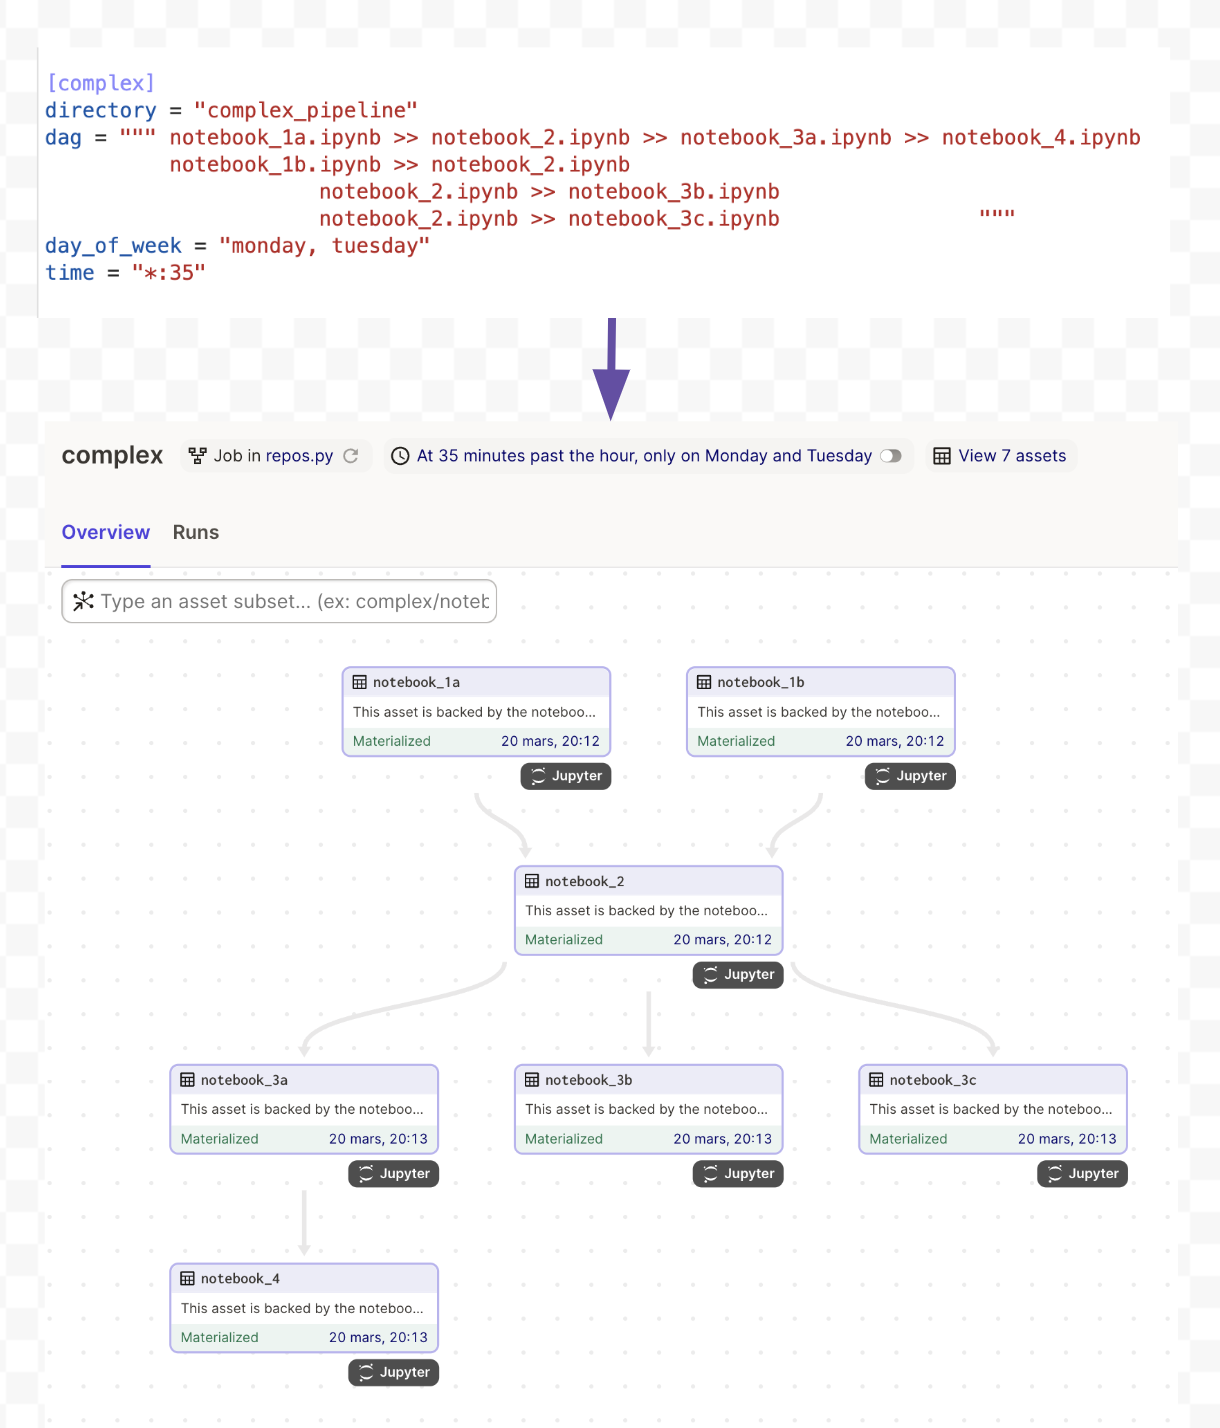 [complex]
directory = "complex_pipeline"
dag = """ notebook_1a.ipynb >> notebook_2.ipynb >> notebook_3a.ipynb >> notebook_4.ipynb
notebook_1b.ipynb >> notebook_2.ipynb
notebook_2.ipynb >> notebook_3b.ipynb
notebook_2.ipynb >> notebook_3c.ipynb """
day_of_week = "monday, tuesday"
time = "*:35"
complex Job in repos.py At 35 minutes past the hour, only on Monday and Tuesday View 7 assets
Overview Runs
Type an asset subset... (ex: complex/noteb
notebook_1a
This asset is backed by the noteboo...
Materialized 20 mars, 20:12
Jupyter
notebook_1b
This asset is backed by the noteboo...
Materialized 20 mars, 20:12
Jupyter
notebook_2
This asset is backed by the noteboo...
Materialized 20 mars, 20:12
Jupyter
notebook_3a
This asset is backed by the noteboo...
Materialized 20 mars, 20:13
Jupyter
notebook_3b
This asset is backed by the noteboo...
Materialized 20 mars, 20:13
Jupyter
notebook_3c
This asset is backed by the noteboo...
Materialized 20 mars, 20:13
Jupyter
notebook_4
This asset is backed by the noteboo...
Materialized 20 mars, 20:13
Jupyter